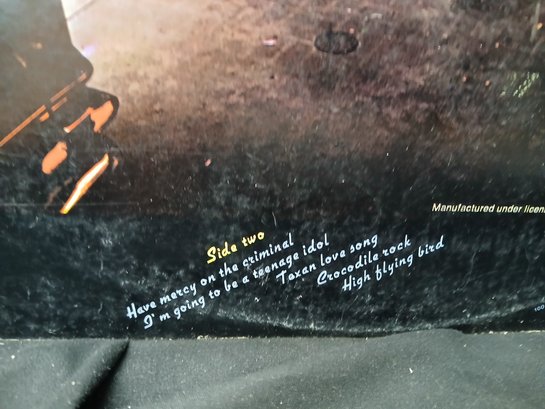 Manufactured under licen
Side two
Have mercy on the criminal
I'm going to be a teenage idol
Texan love song
Crocodile rock
High flying bird
100